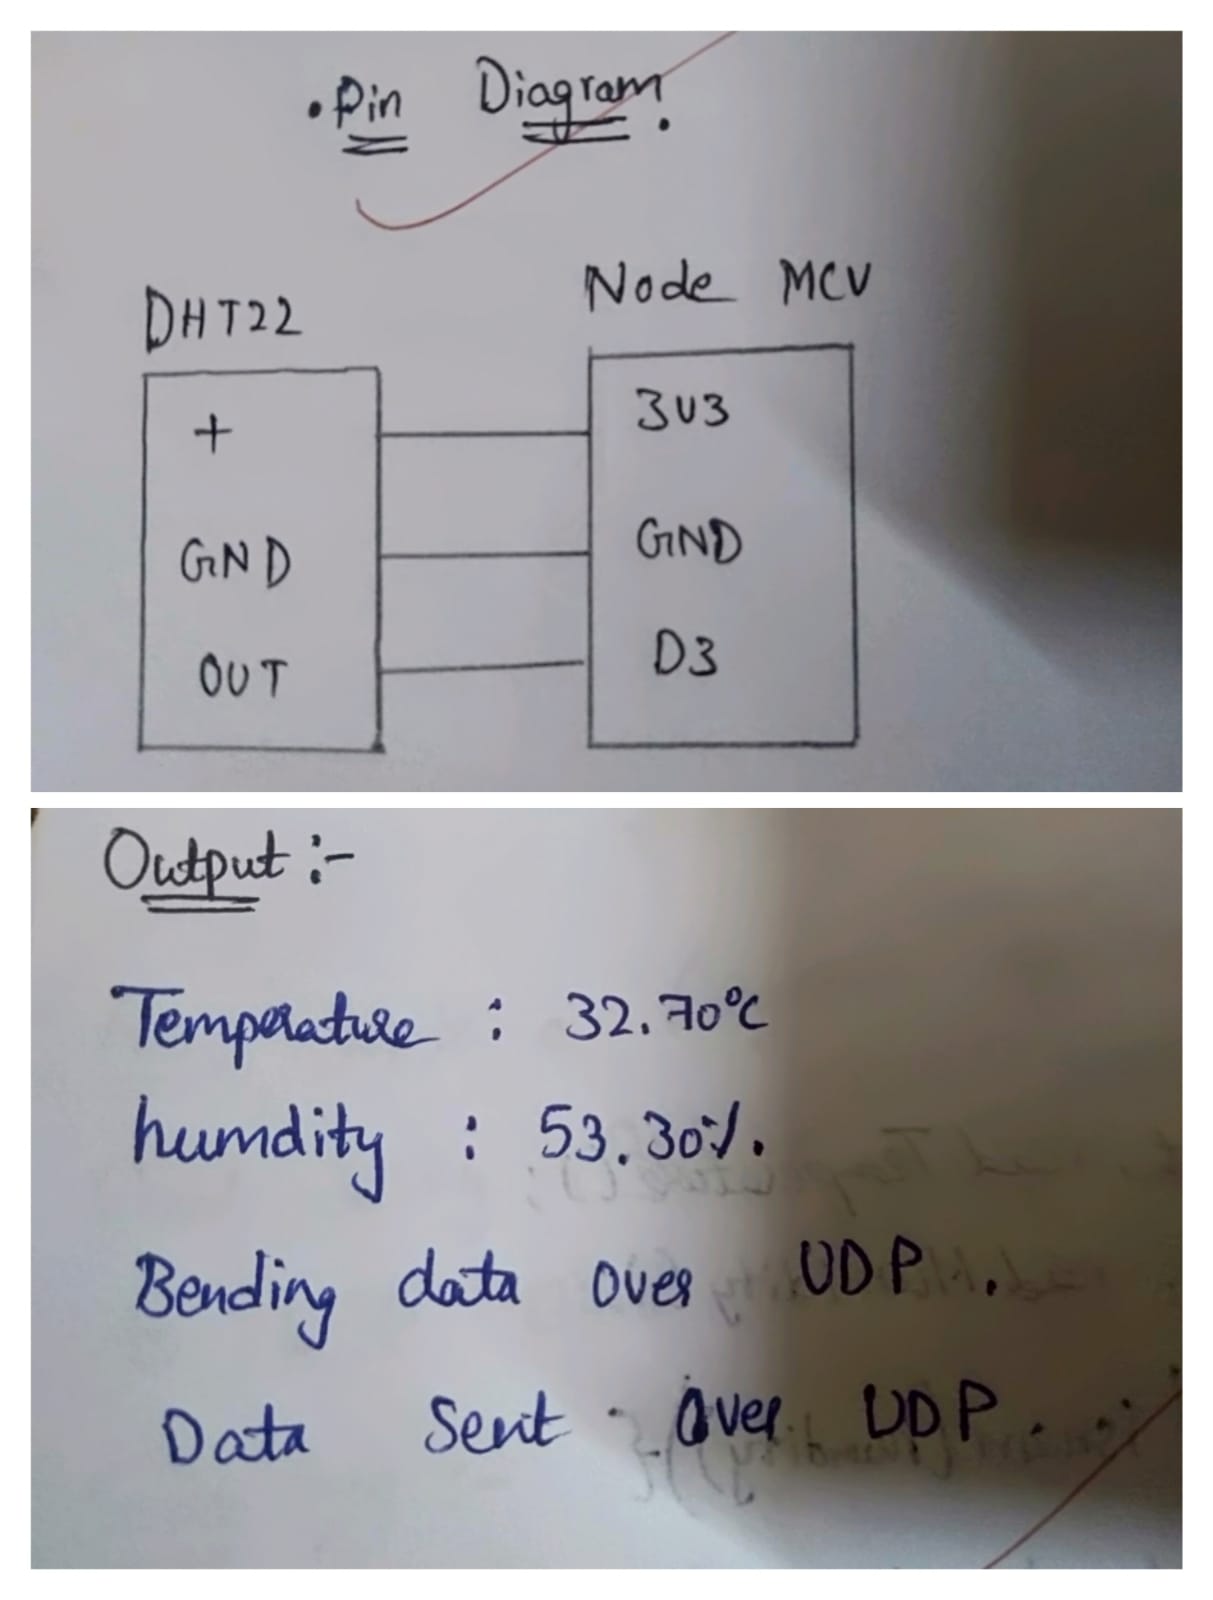 • Pin Diagram.
DHT22
Node MCU
+
3V3
GND
GND
OUT
D3
Output :-
Temperature : 32.70°C
humdity : 53.30%.
Bending data over UDP.
Data Sent over UDP.